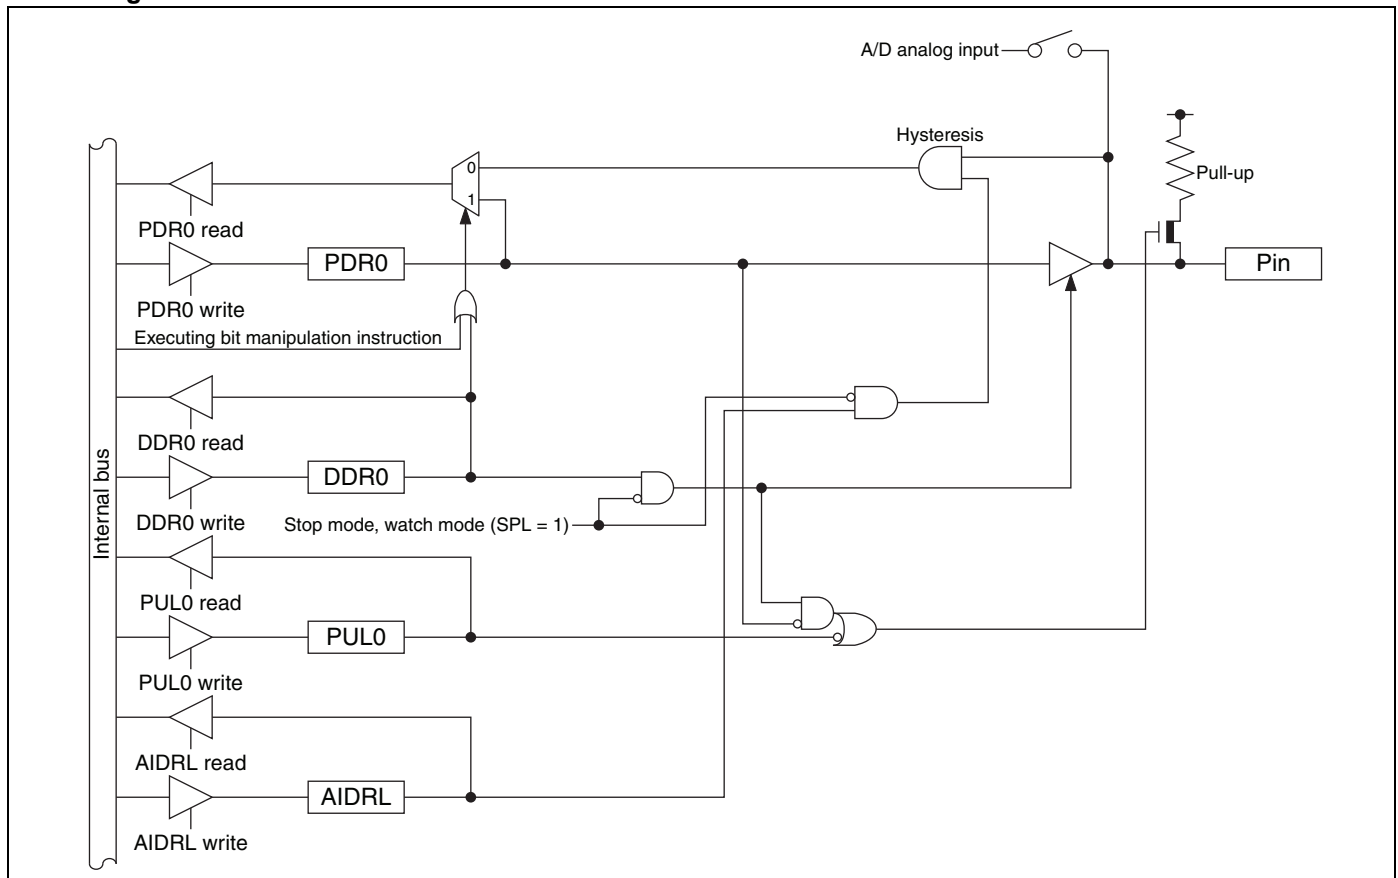 A/D analog input
Hysteresis
0
1
Pull-up
PDR0 read
PDR0
Pin
PDR0 write
Executing bit manipulation instruction
DDR0 read
DDR0
DDR0 write
Stop mode, watch mode (SPL = 1)
Internal bus
PUL0 read
PUL0
PUL0 write
AIDRL read
AIDRL
AIDRL write